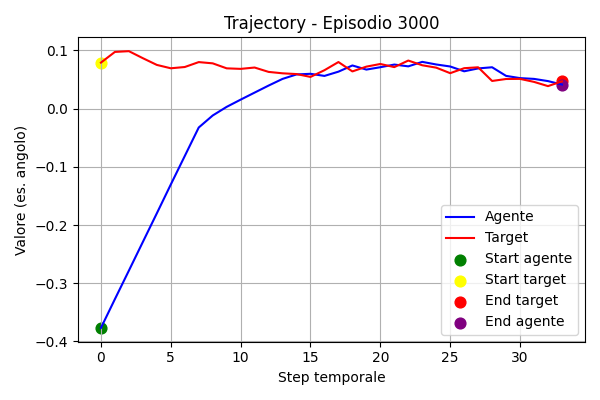 Trajectory - Episodio 3000
Valore (es. angolo)
0.1
0.0
−0.1
−0.2
−0.3
−0.4
0 5 10 15 20 25 30
Step temporale
Agente
Target
Start agente
Start target
End target
End agente